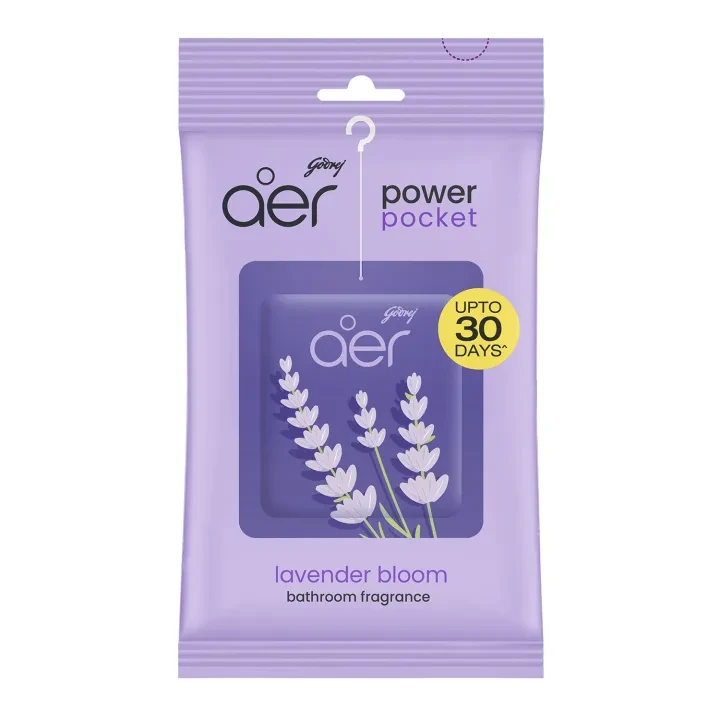 Godrej
aer
power
pocket
UPTO
30
DAYS^
Godrej
aer
lavender bloom
bathroom fragrance